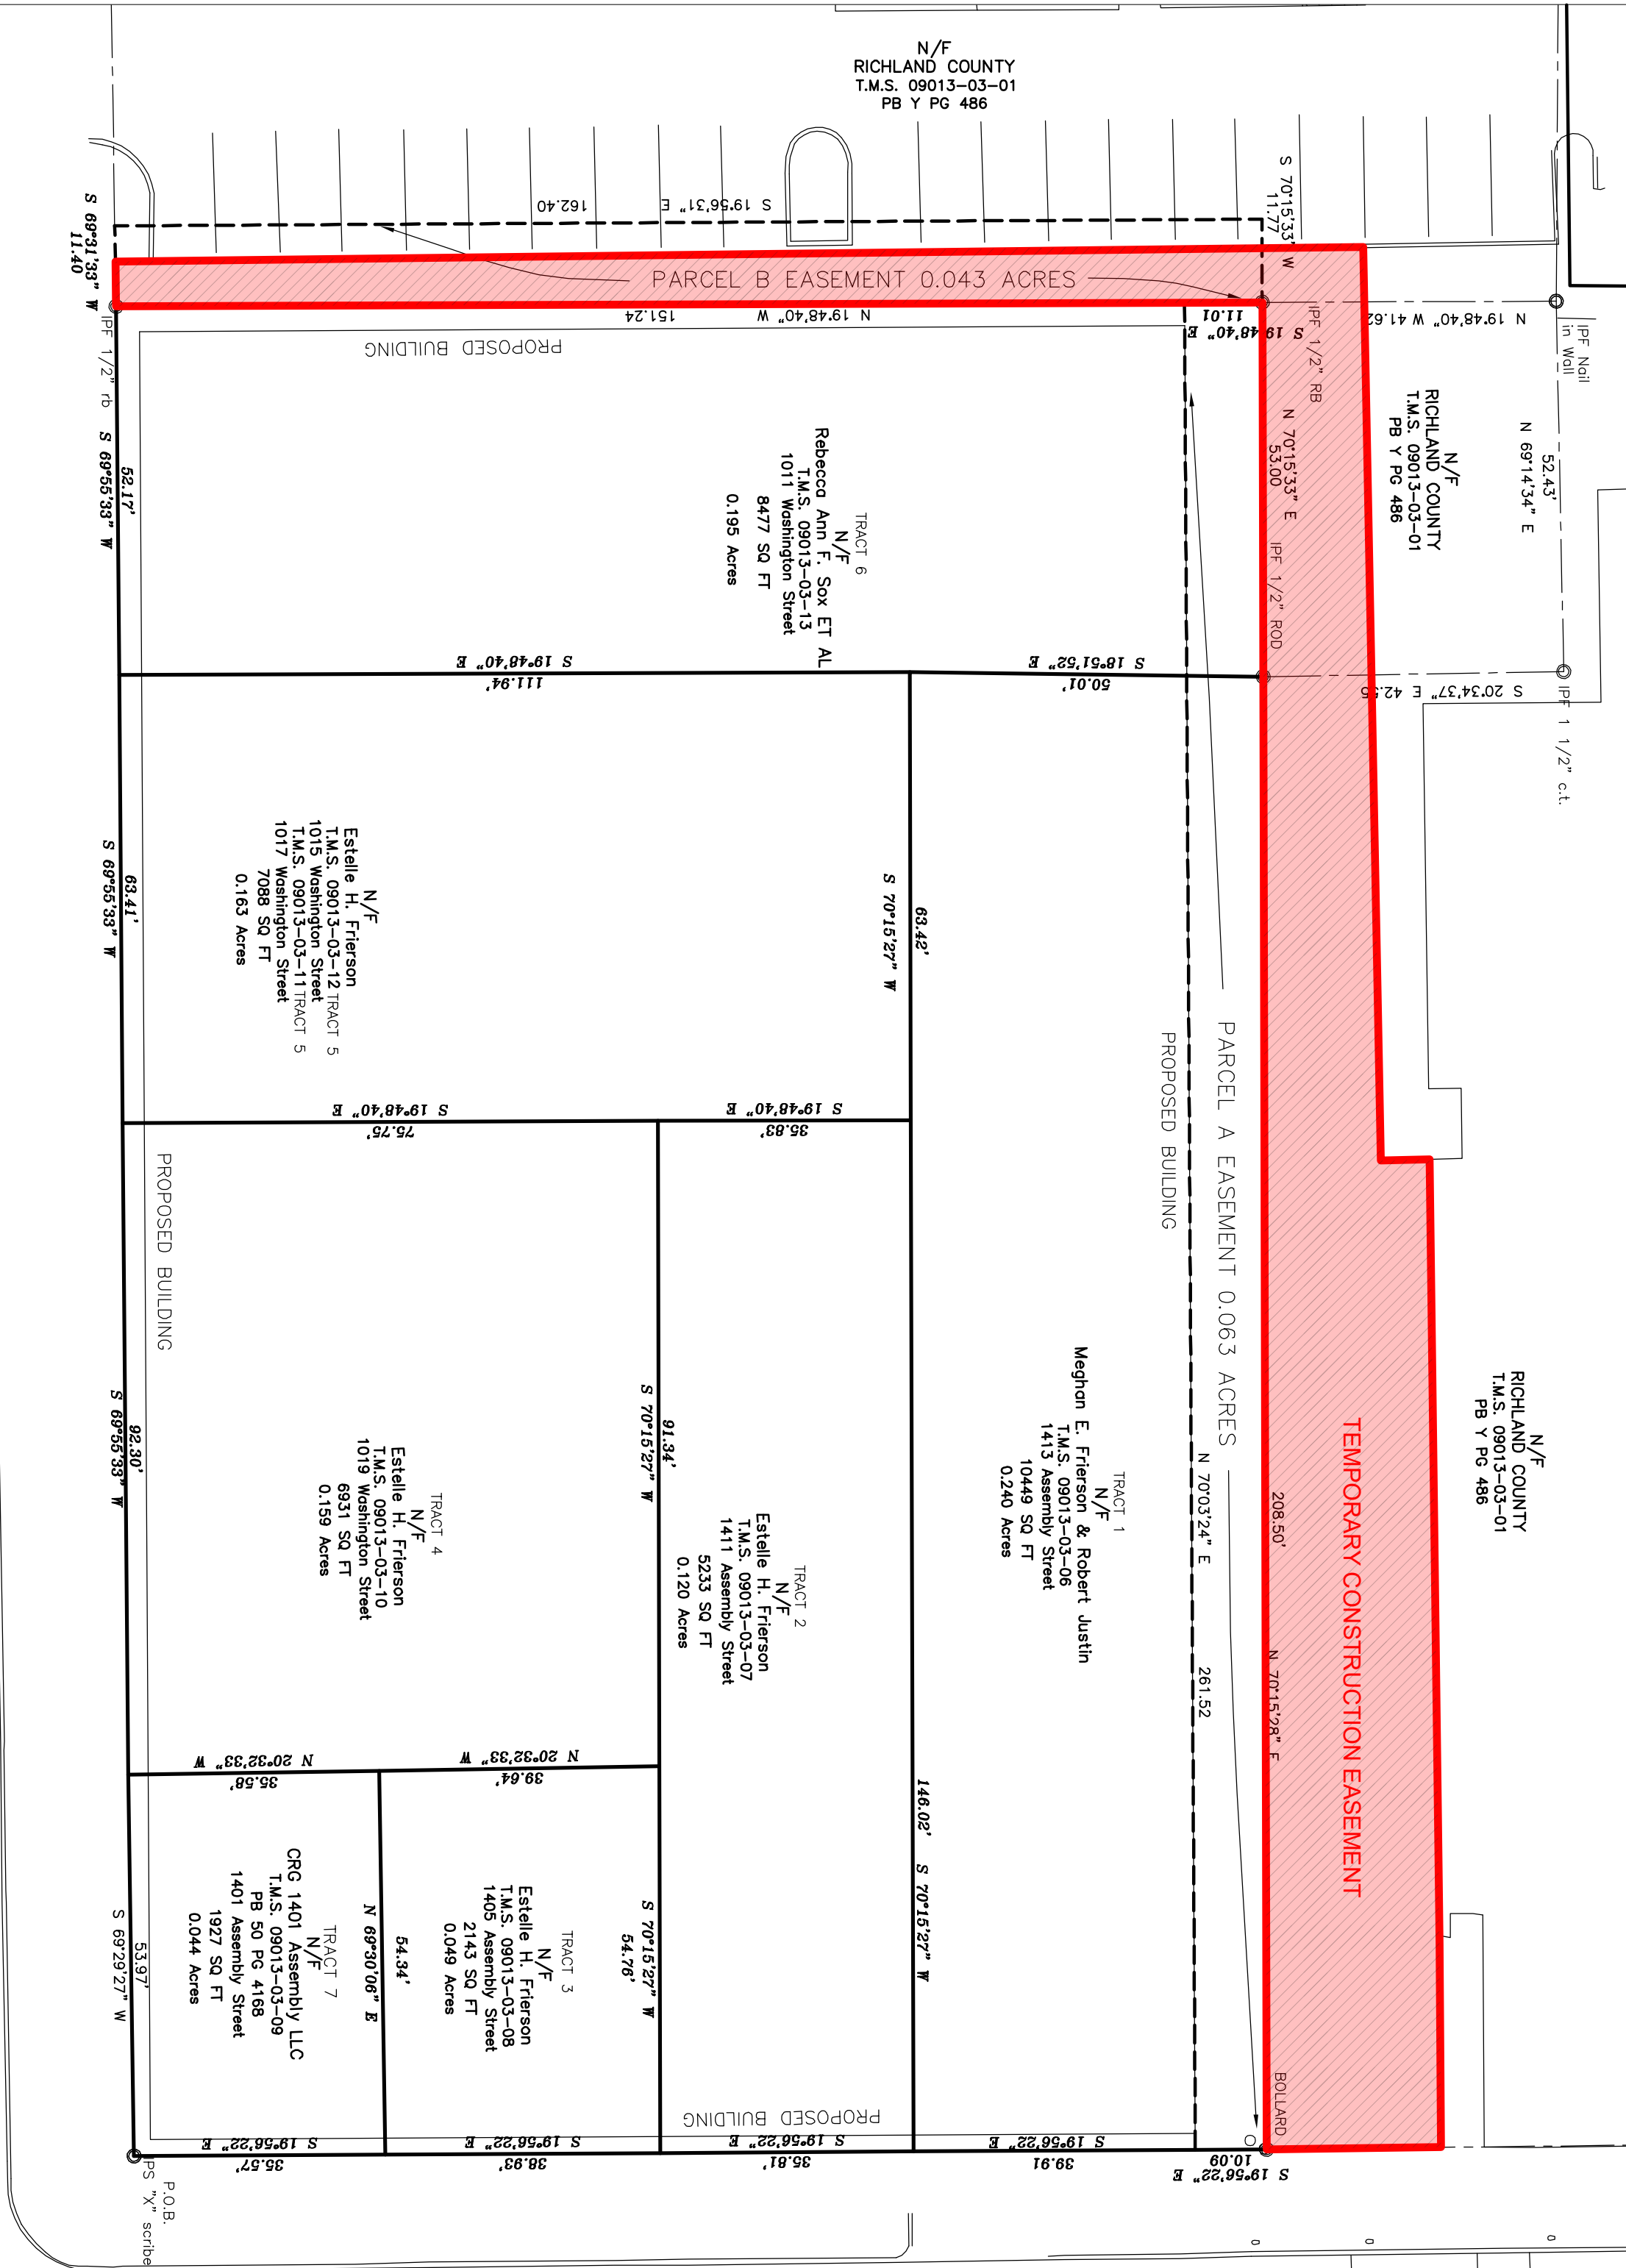 N/F
RICHLAND COUNTY
T.M.S. 09013-03-01
PB Y PG 486
S 70°15'33" W
11.77
S 19°56'31" E
162.40
PARCEL B EASEMENT 0.043 ACRES
S 69°31'33" W
11.40
N 19°48'40" W
151.24
11.01
S 19°48'40" E
N 19°48'40" W 41.62
IPF Nail
in Wall
IPF 1/2" RB
IPF 1/2" rb
PROPOSED BUILDING
N/F
RICHLAND COUNTY
T.M.S. 09013-03-01
PB Y PG 486
52.43'
N 69°14'34" E
N 70°15'33" E
53.00
IPF 1/2" ROD
S 20°34'37" E 42.56
IPF 1 1/2" c.t.
TRACT 6
N/F
Rebecca Ann F. Sox ET AL
T.M.S. 09013-03-13
1011 Washington Street
8477 SQ FT
0.195 Acres
52.17'
S 69°55'33" W
S 19°48'40" E
111.94'
S 18°51'52" E
50.01'
N/F
Estelle H. Frierson
T.M.S. 09013-03-12 TRACT 5
1015 Washington Street
T.M.S. 09013-03-11 TRACT 5
1017 Washington Street
7088 SQ FT
0.163 Acres
63.42'
S 70°15'27" W
63.41'
S 69°55'33" W
S 19°48'40" E
75.75'
S 19°48'40" E
35.83'
PARCEL A EASEMENT 0.063 ACRES
PROPOSED BUILDING
PROPOSED BUILDING
N/F
RICHLAND COUNTY
T.M.S. 09013-03-01
PB Y PG 486
TEMPORARY CONSTRUCTION EASEMENT
208.50'
N 70°15'28" E
N 70°03'24" E
261.52
TRACT 1
N/F
Meghan E. Frierson & Robert Justin
T.M.S. 09013-03-06
1413 Assembly Street
10449 SQ FT
0.240 Acres
146.02'
S 70°15'27" W
TRACT 2
N/F
Estelle H. Frierson
T.M.S. 09013-03-07
1411 Assembly Street
5233 SQ FT
0.120 Acres
91.34'
S 70°15'27" W
TRACT 4
N/F
Estelle H. Frierson
T.M.S. 09013-03-10
1019 Washington Street
6931 SQ FT
0.159 Acres
92.30'
S 69°55'33" W
N 20°32'33" W
35.58'
N 20°32'33" W
39.64'
S 70°15'27" W
54.76'
TRACT 3
N/F
Estelle H. Frierson
T.M.S. 09013-03-08
1405 Assembly Street
2143 SQ FT
0.049 Acres
54.34'
N 69°30'06" E
TRACT 7
N/F
CRG 1401 Assembly LLC
T.M.S. 09013-03-09
PB 50 PG 4168
1401 Assembly Street
1927 SQ FT
0.044 Acres
53.97'
S 69°29'27" W
PROPOSED BUILDING
BOLLARD
S 19°56'22" E
35.57'
S 19°56'22" E
38.93'
S 19°56'22" E
35.81'
S 19°56'22" E
39.91
10.09
S 19°56'22" E
P.O.B.
PS "X" scribe